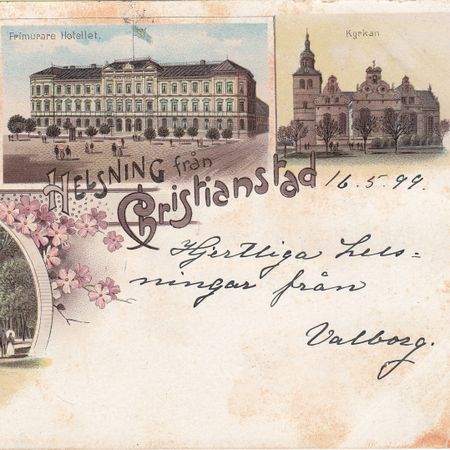 Frimurare Hotellet.
Kyrkan
HELSNING från
Christianstad
16.5.99.
Hjertliga hels-
ningar från
Valborg.